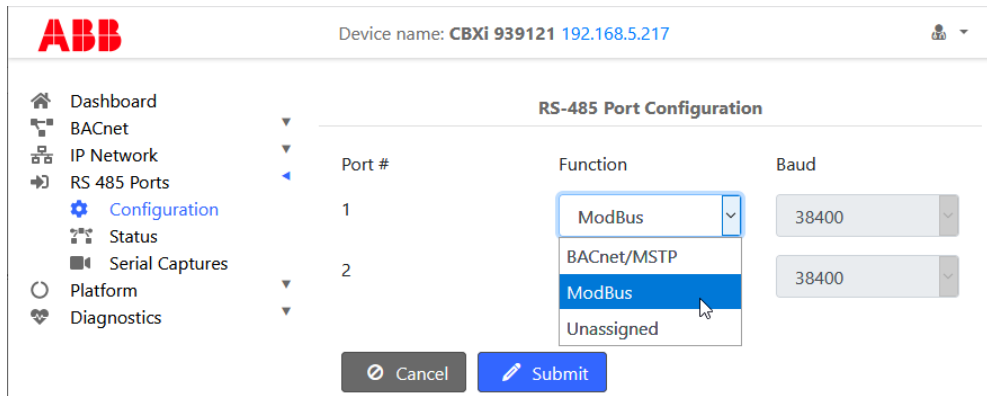 ABB
Device name: CBXi 939121 192.168.5.217
Dashboard
BACnet
IP Network
RS 485 Ports
Configuration
Status
Serial Captures
Platform
Diagnostics
RS-485 Port Configuration
Port # Function Baud
1 ModBus 38400
BACnet/MSTP
ModBus
Unassigned
2 38400
Cancel Submit